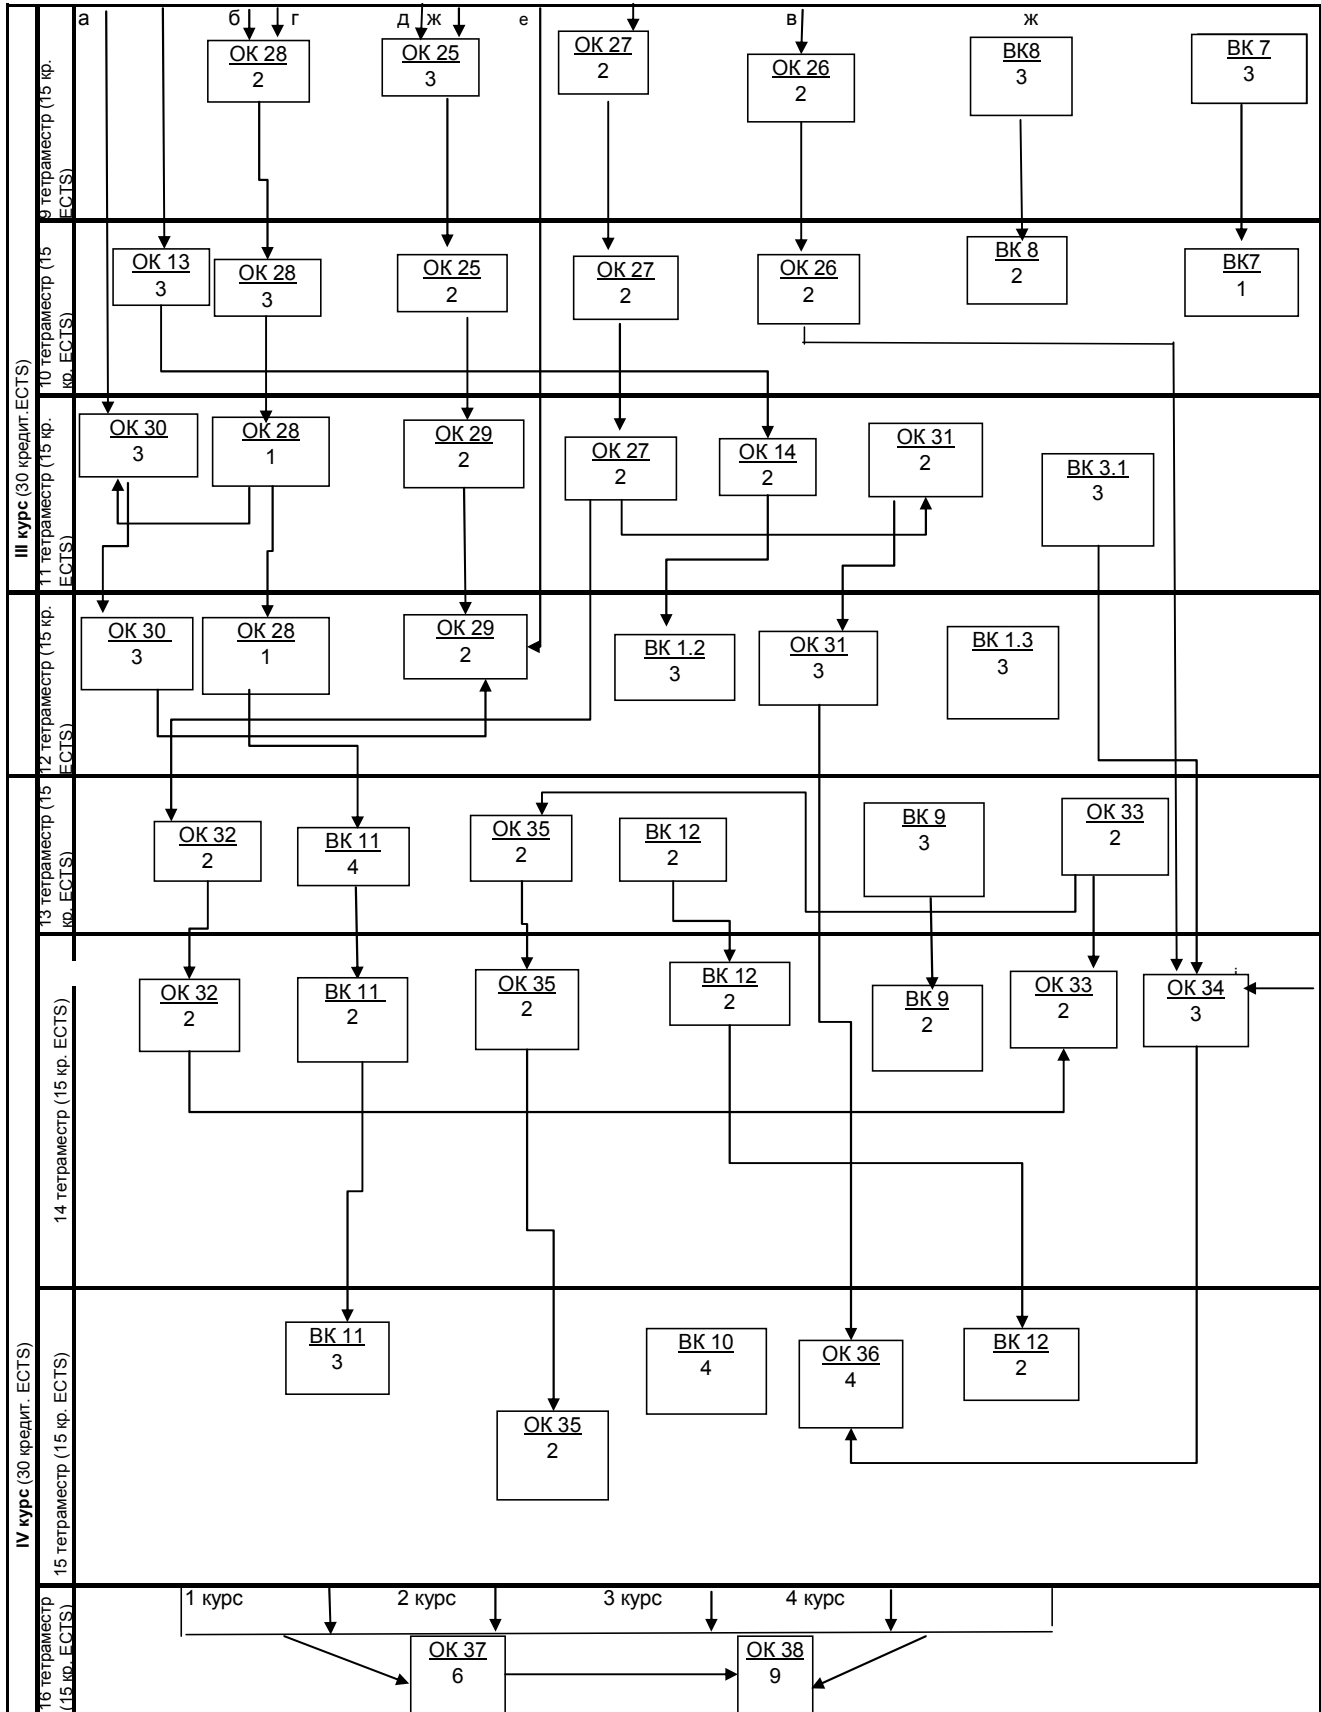 а
б
г
д
ж
е
в
ж
III курс (30 кредит.ECTS)
9 тетраместр (15 кр.
ECTS)
ОК 28
2
ОК 25
3
ОК 27
2
ОК 26
2
ВК8
3
ВК 7
3
10 тетраместр (15
кр. ECTS)
ОК 13
3
ОК 28
3
ОК 25
2
ОК 27
2
ОК 26
2
ВК 8
2
ВК7
1
11 тетраместр (15 кр.
ECTS)
ОК 30
3
ОК 28
1
ОК 29
2
ОК 27
2
ОК 14
2
ОК 31
2
ВК 3.1
3
12 тетраместр (15 кр.
ECTS)
ОК 30
3
ОК 28
1
ОК 29
2
ВК 1.2
3
ОК 31
3
ВК 1.3
3
IV курс (30 кредит. ECTS)
13 тетраместр (15
кр. ECTS)
ОК 32
2
ВК 11
4
ОК 35
2
ВК 12
2
ВК 9
3
ОК 33
2
14 тетраместр (15 кр. ECTS)
ОК 32
2
ВК 11
2
ОК 35
2
ВК 12
2
ВК 9
2
ОК 33
2
ОК 34
3
15 тетраместр (15 кр. ECTS)
ВК 11
3
ОК 35
2
ВК 10
4
ОК 36
4
ВК 12
2
16 тетраместр
(15 кр. ECTS)
1 курс
2 курс
3 курс
4 курс
ОК 37
6
ОК 38
9